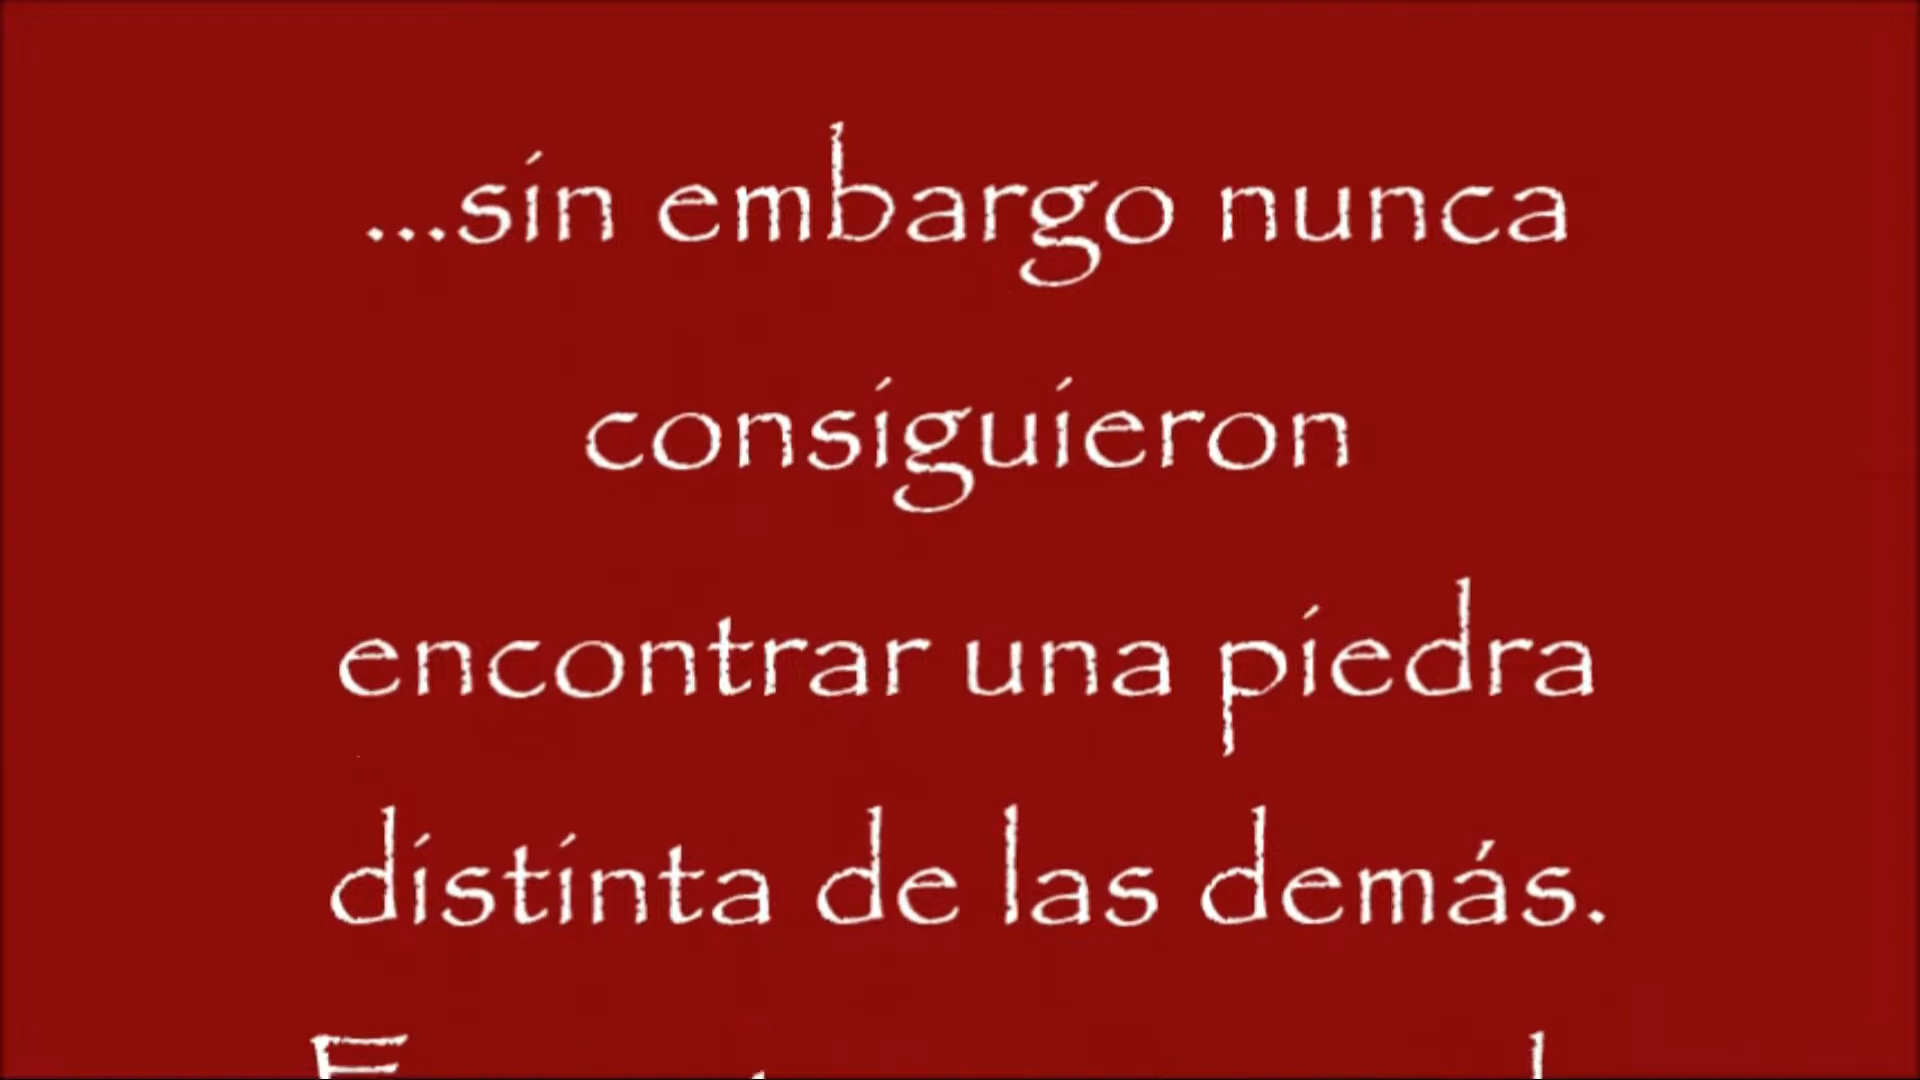 ...sin embargo nunca
consiguieron
encontrar una piedra
distinta de las demás.